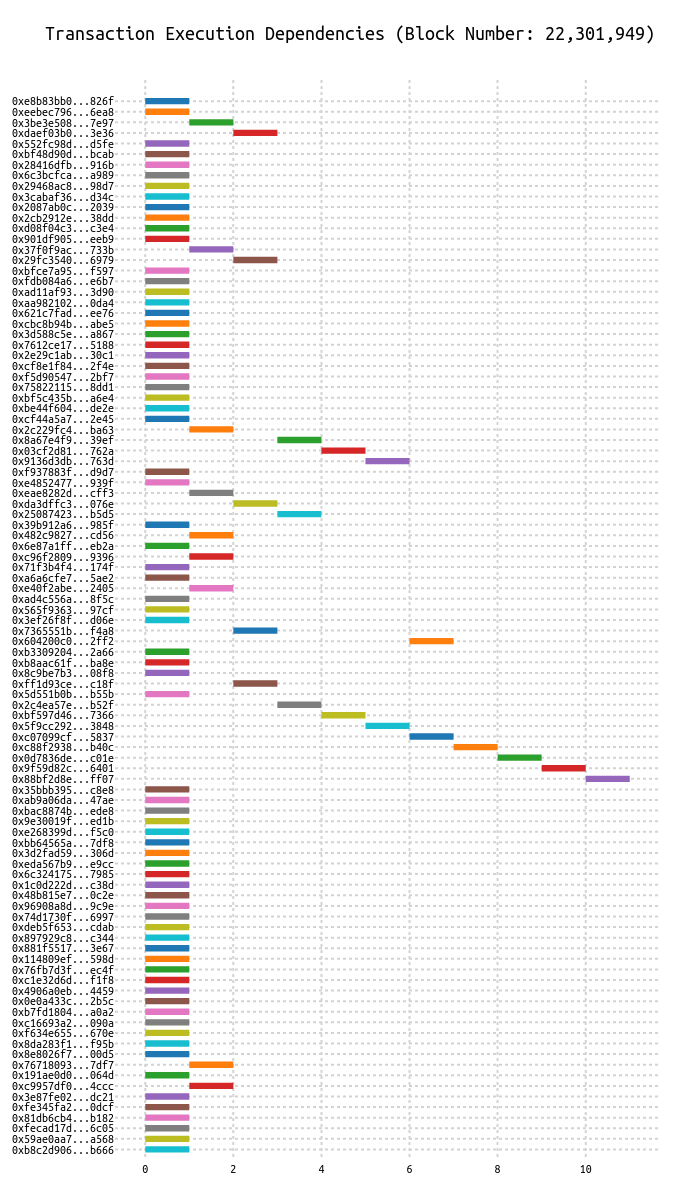 Transaction Execution Dependencies (Block Number: 22,301,949)
0xe8b83bb0...826f
0xeebec796...6ea8
0x3be3e508...7e97
0xdaef03b0...3e36
0x552fc98d...d5fe
0xbf48d90d...bcab
0x28416dfb...916b
0x6c3bcfca...a989
0x29468ac8...98d7
0x3cabaf36...d34c
0x2087ab0c...2039
0x2cb2912e...38dd
0xd08f04c3...c3e4
0x901df905...eeb9
0x37f0f9ac...733b
0x29fc3540...6979
0xbfce7a95...f597
0xfdb084a6...e6b7
0xad11af93...3d90
0xaa982102...0da4
0x621c7fad...ee76
0xcbc8b94b...abe5
0x3d588c5e...a867
0x7612ce17...5188
0x2e29c1ab...30c1
0xcf8e1f84...2f4e
0xf5d90547...2bf7
0x75822115...8dd1
0xbf5c435b...a6e4
0xbe44f604...de2e
0xcf44a5a7...2e45
0x2c229fc4...ba63
0x8a67e4f9...39ef
0x03cf2d81...762a
0x9136d3db...763d
0xf937883f...d9d7
0xe4852477...939f
0xeae8282d...cff3
0xda3dffc3...076e
0x25087423...b5d5
0x39b912a6...985f
0x482c9827...cd56
0x6e87a1ff...eb2a
0xc96f2809...9396
0x71f3b4f4...174f
0xa6a6cfe7...5ae2
0xe40f2abe...2405
0xad4c556a...8f5c
0x565f9363...97cf
0x3ef26f8f...d06e
0x7365551b...f4a8
0x604200c0...2ff2
0xb3309204...2a66
0xb8aac61f...ba8e
0x8c9be7b3...08f8
0xff1d93ce...c18f
0x5d551b0b...b55b
0x2c4ea57e...b52f
0xbf597d46...7366
0x5f9cc292...3848
0xc07099cf...5837
0xc88f2938...b40c
0x0d7836de...c01e
0x9f59d82c...6401
0x88bf2d8e...ff07
0x35bbb395...c8e8
0xab9a06da...47ae
0xbac8874b...ede8
0x9e30019f...ed1b
0xe268399d...f5c0
0xbb64565a...7df8
0x3d2fad59...306d
0xeda567b9...e9cc
0x6c324175...7985
0x1c0d222d...c38d
0x48b815e7...0c2e
0x96908a8d...9c9e
0x74d1730f...6997
0xdeb5f653...cdab
0x897929c8...c344
0x881f5517...3e67
0x114809ef...598d
0x76fb7d3f...ec4f
0xc1e32d6d...f1f8
0x4906a0eb...4459
0x0e0a433c...2b5c
0xb7fd1804...a0a2
0xc16693a2...090a
0xf634e655...670e
0x8da283f1...f95b
0x8e8026f7...00d5
0x76718093...7df7
0x191ae0d0...064d
0xc9957df0...4ccc
0x3e87fe02...dc21
0xfe345fa2...0dcf
0x81db6cb4...b182
0xfecad17d...6c05
0x59ae0aa7...a568
0xb8c2d906...b666
0 2 4 6 8 10